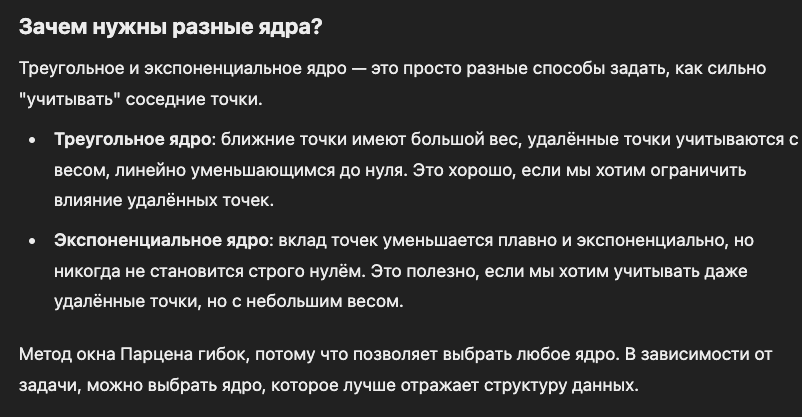 Зачем нужны разные ядра?
Треугольное и экспоненциальное ядро — это просто разные способы задать, как сильно
"учитывать" соседние точки.
• Треугольное ядро: ближние точки имеют большой вес, удалённые точки учитываются с
весом, линейно уменьшающимся до нуля. Это хорошо, если мы хотим ограничить
влияние удалённых точек.
• Экспоненциальное ядро: вклад точек уменьшается плавно и экспоненциально, но
никогда не становится строго нулём. Это полезно, если мы хотим учитывать даже
удалённые точки, но с небольшим весом.
Метод окна Парцена гибок, потому что позволяет выбрать любое ядро. В зависимости от
задачи, можно выбрать ядро, которое лучше отражает структуру данных.